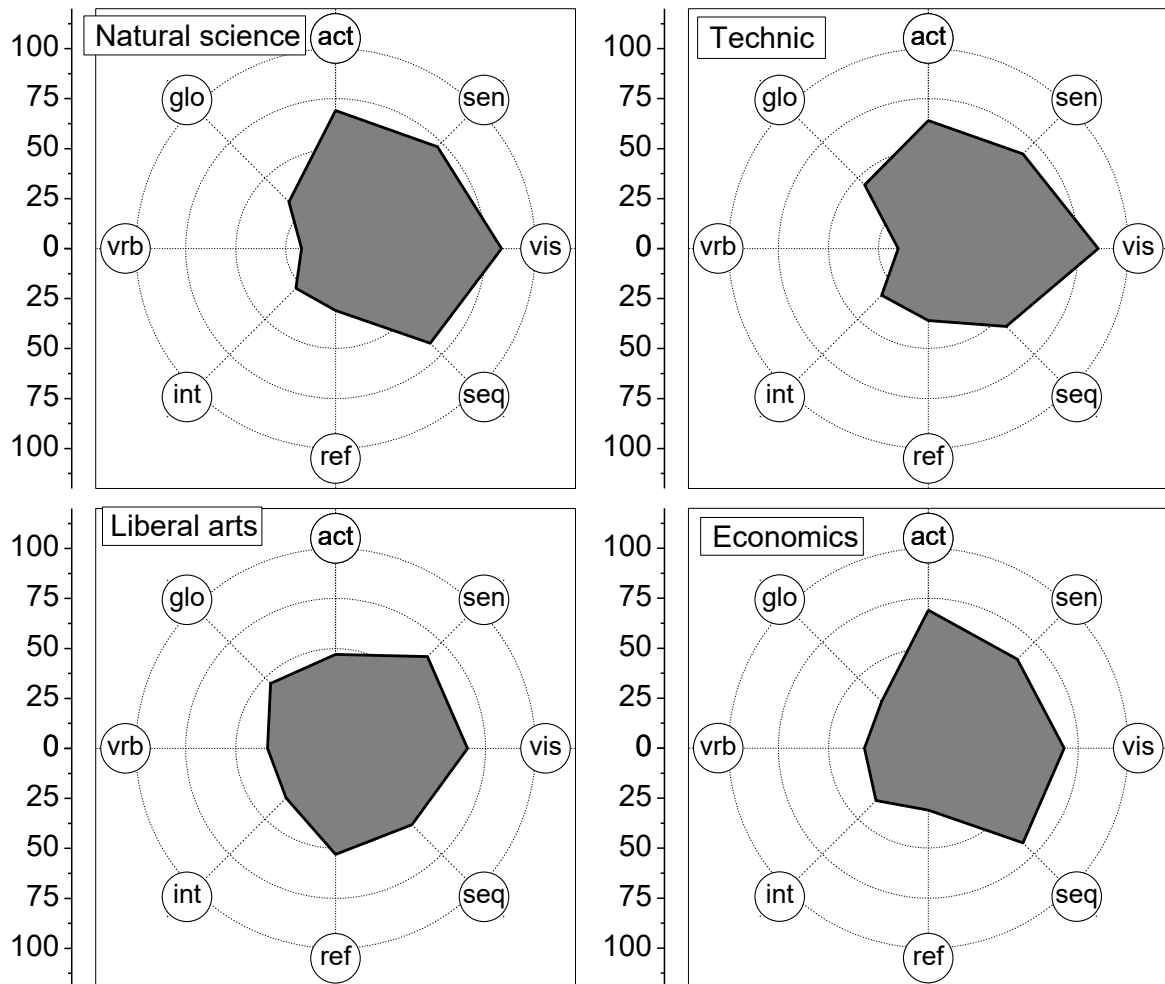 Natural science
100
75
50
25
0
25
50
75
100
act
sen
vis
seq
ref
int
vrb
glo
Technic
100
75
50
25
0
25
50
75
100
act
sen
vis
seq
ref
int
vrb
glo
Liberal arts
100
75
50
25
0
25
50
75
100
act
sen
vis
seq
ref
int
vrb
glo
Economics
100
75
50
25
0
25
50
75
100
act
sen
vis
seq
ref
int
vrb
glo